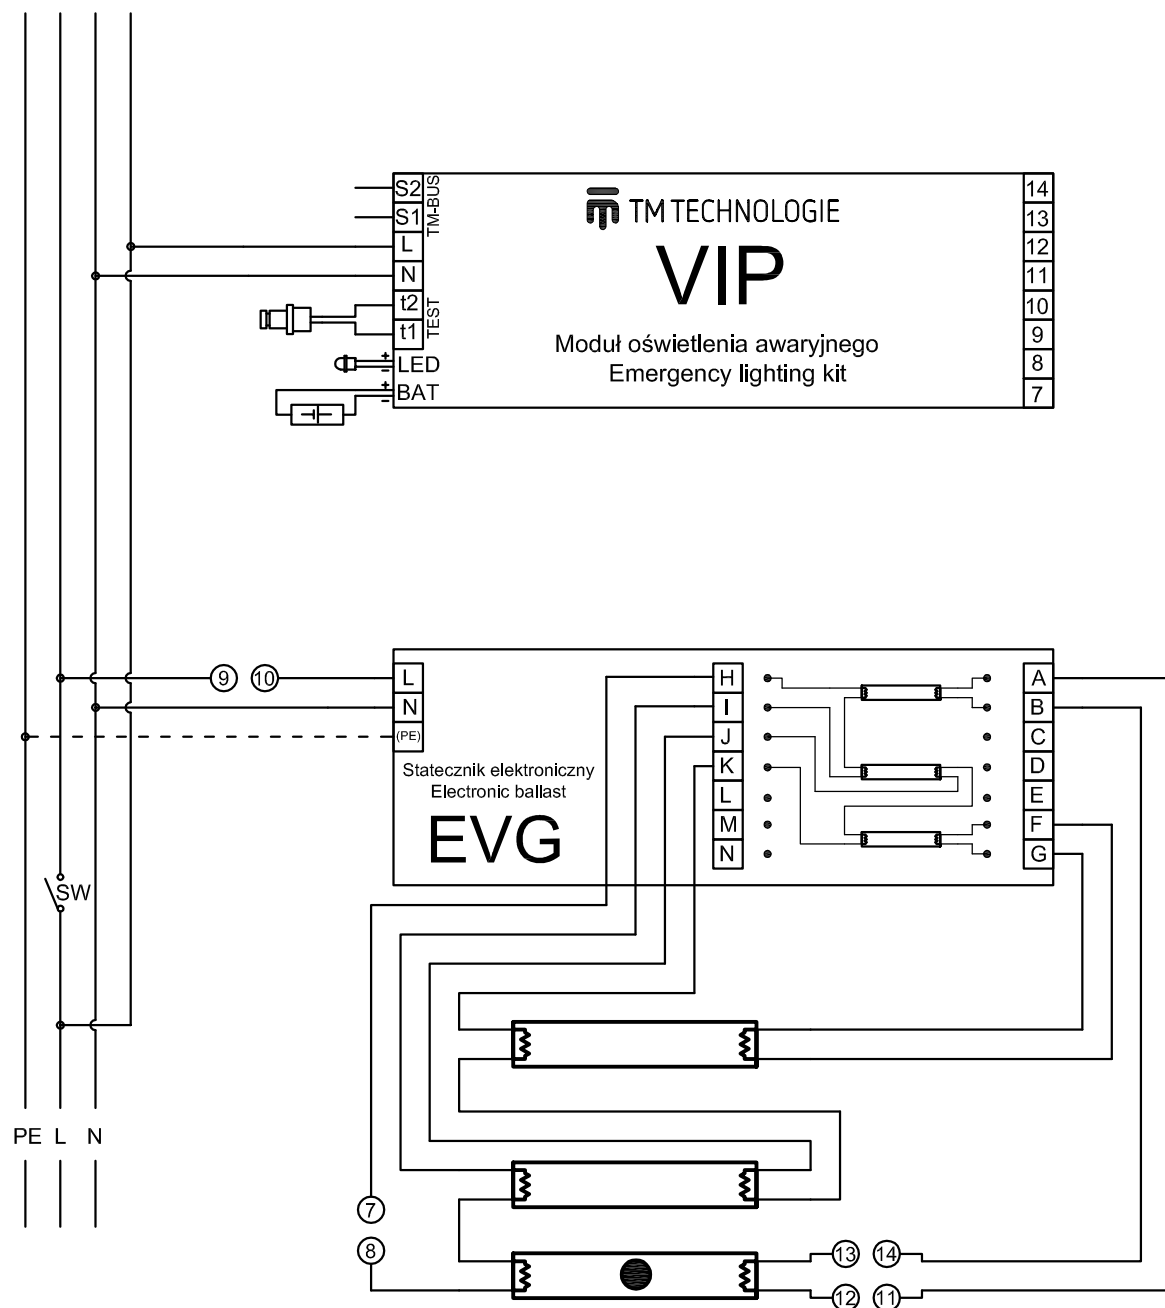 S2
S1
TM-BUS
L
N
t2
t1
TEST
+
-
LED
+
-
BAT
TM TECHNOLOGIE
VIP
Moduł oświetlenia awaryjnego
Emergency lighting kit
14
13
12
11
10
9
8
7
9 10
L
N
(PE)
Statecznik elektroniczny
Electronic ballast
EVG
H
I
J
K
L
M
N
A
B
C
D
E
F
G
SW
PE L N
7
8
13 14
12 11